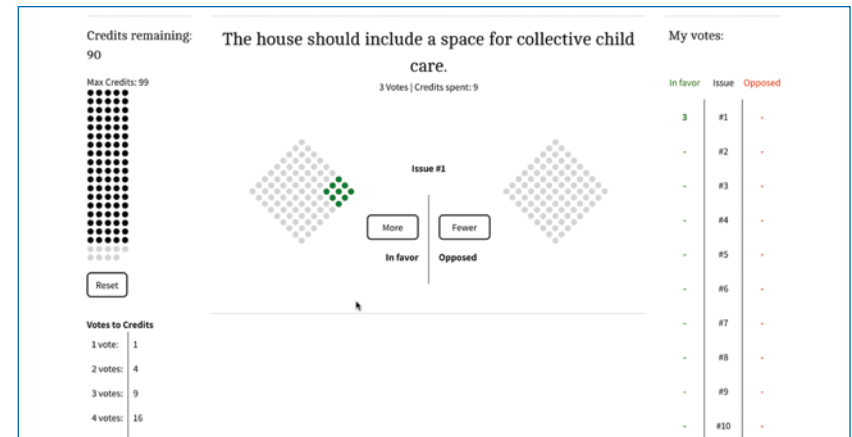 Credits remaining:
90
Max Credits: 99
Reset
Votes to Credits
1 vote: 1
2 votes: 4
3 votes: 9
4 votes: 16
The house should include a space for collective child
care.
3 Votes | Credits spent: 9
Issue #1
More Fewer
In favor Opposed
My votes:
In favor Issue Opposed
3 #1 -
- #2 -
- #3 -
- #4 -
- #5 -
- #6 -
- #7 -
- #8 -
- #9 -
- #10 -